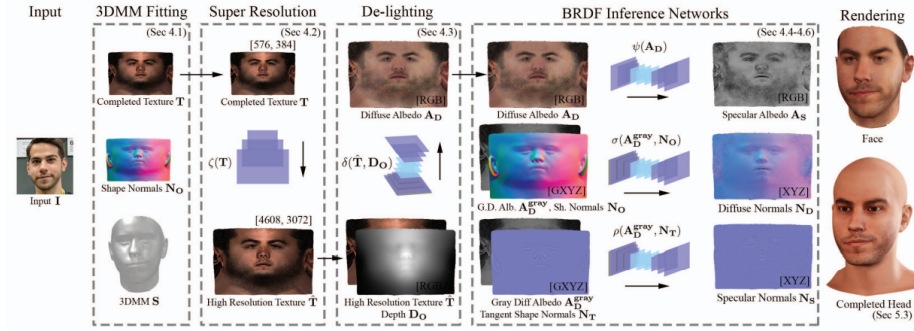 Input
3DMM Fitting
Super Resolution
De-lighting
BRDF Inference Networks
Rendering
(Sec 4.1)
(Sec 4.2)
(Sec 4.3)
(Sec 4.4-4.6)
[576, 384]
Completed Texture T
Completed Texture T
[RGB]
Diffuse Albedo A_D
[RGB]
Diffuse Albedo A_D
ψ(A_D)
[RGB]
Specular Albedo A_S
Face
Input I
Shape Normals N_O
ζ(T)
δ(T̂, D_O)
[GXYZ]
G.D. Alb. A_D^gray, Sh. Normals N_O
σ(A_D^gray, N_O)
[XYZ]
Diffuse Normals N_D
3DMM S
[4608, 3072]
High Resolution Texture T̂
[RGBD]
High Resolution Texture T̂
Depth D_O
[GXYZ]
Gray Diff Albedo A_D^gray
Tangent Shape Normals N_T
ρ(A_D^gray, N_T)
[XYZ]
Specular Normals N_S
Completed Head
(Sec 5.3)